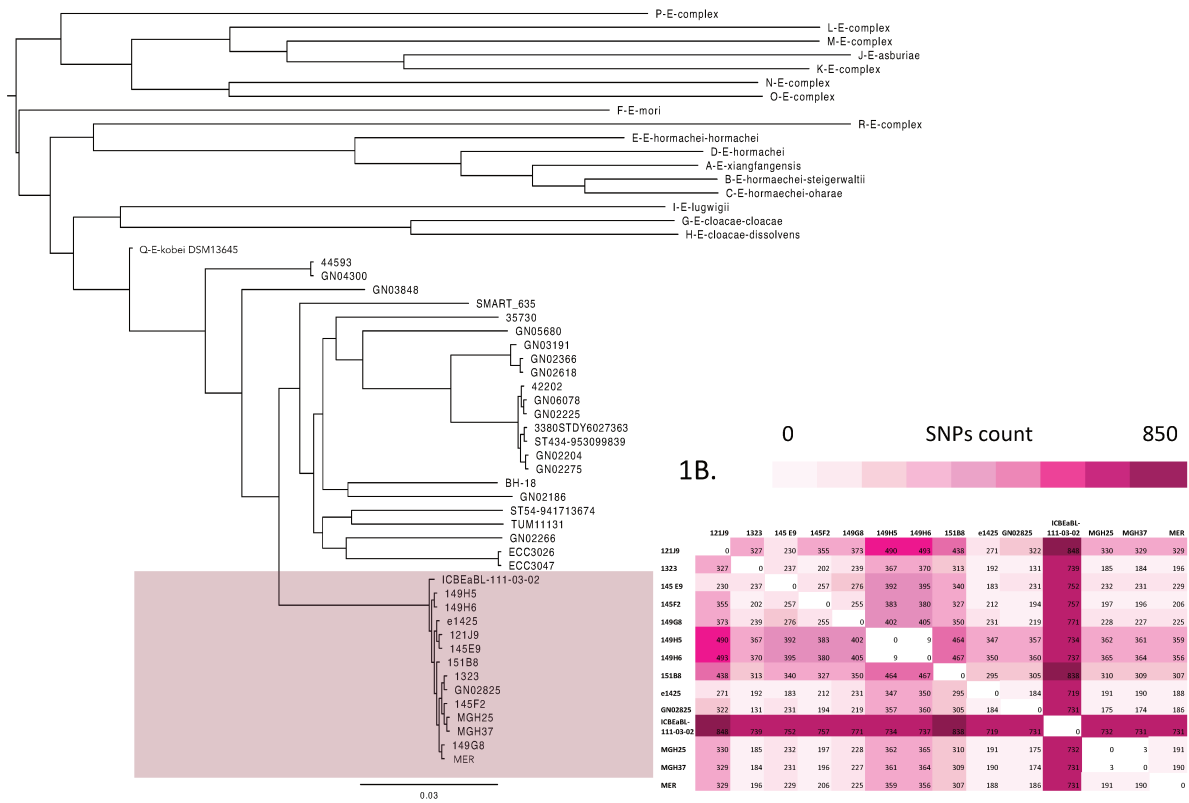 P-E-complex
L-E-complex
M-E-complex
J-E-asburiae
K-E-complex
N-E-complex
O-E-complex
F-E-mori
R-E-complex
E-E-hormachei-hormachei
D-E-hormachei
A-E-xiangfangensis
B-E-hormaechei-steigerwaltii
C-E-hormaechei-oharae
I-E-lugwigii
G-E-cloacae-cloacae
H-E-cloacae-dissolvens
Q-E-kobei DSM13645
44593
GN04300
GN03848
SMART_635
35730
GN05680
GN03191
GN02366
GN02618
42202
GN06078
GN02225
3380STDY6027363
ST434-953099839
GN02204
GN02275
BH-18
GN02186
ST54-941713674
TUM11131
GN02266
ECC3026
ECC3047
ICBEaBL-111-03-02
149H5
149H6
e1425
121J9
145E9
151B8
1323
GN02825
145F2
MGH25
MGH37
149G8
MER
0.03
0 SNPs count 850
1B.
121J9 1323 145 E9 145F2 149G8 149H5 149H6 151B8 e1425 GN02825 ICBEaBL-111-03-02 MGH25 MGH37 MER
121J9 0 327 230 355 373 490 493 438 271 322 848 330 329 329
1323 327 0 237 202 239 367 370 313 192 131 739 185 184 196
145 E9 230 237 0 257 276 392 395 340 183 231 752 232 231 229
145F2 355 202 257 0 255 383 380 327 212 194 757 197 196 206
149G8 373 239 276 255 0 402 405 350 231 219 771 228 227 225
149H5 490 367 392 383 402 0 9 464 347 357 734 362 361 359
149H6 493 370 395 380 405 9 0 467 350 360 737 365 364 356
151B8 438 313 340 327 350 464 467 0 295 305 838 310 309 307
e1425 271 192 183 212 231 347 350 295 0 184 719 191 190 188
GN02825 322 131 231 194 219 357 360 305 184 0 731 175 174 186
ICBEaBL-
111-03-02 848 739 752 757 771 734 737 838 719 731 0 732 731 731
MGH25 330 185 232 197 228 362 365 310 191 175 732 0 3 191
MGH37 329 184 231 196 227 361 364 309 190 174 731 3 0 190
MER 329 196 229 206 225 359 356 307 188 186 731 191 190 0